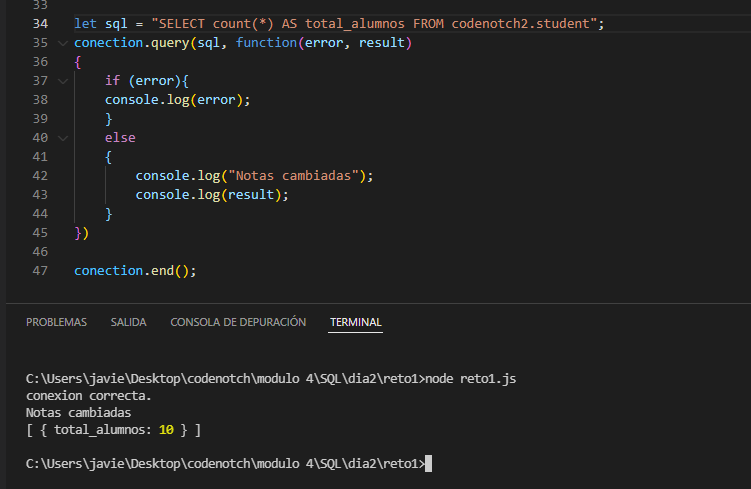 33
34 let sql = "SELECT count(*) AS total_alumnos FROM codenotch2.student";
35 conection.query(sql, function(error, result)
36 {
37 if (error){
38 console.log(error);
39 }
40 else
41 {
42 console.log("Notas cambiadas");
43 console.log(result);
44 }
45 })
46
47 conection.end();
PROBLEMAS SALIDA CONSOLA DE DEPURACIÓN TERMINAL
C:\Users\javie\Desktop\codenotch\modulo 4\SQL\dia2\reto1>node reto1.js
conexion correcta.
Notas cambiadas
[ { total_alumnos: 10 } ]
C:\Users\javie\Desktop\codenotch\modulo 4\SQL\dia2\reto1>